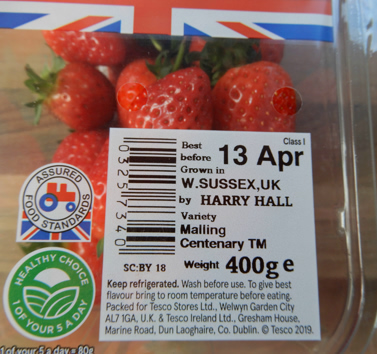 Class I
Best before 13 Apr
Grown in
W.SUSSEX,UK
by HARRY HALL
Variety
Malling
Centenary TM
Weight 400g e
03257340
SC:BY 18
Keep refrigerated. Wash before use. To give best
flavour bring to room temperature before eating.
Packed for Tesco Stores Ltd., Welwyn Garden City
AL7 1GA, U.K. & Tesco Ireland Ltd., Gresham House,
Marine Road, Dun Laoghaire, Co. Dublin. © Tesco 2019.
ASSURED
FOOD STANDARDS
HEALTHY CHOICE
1 OF YOUR 5 A DAY
1 of your 5 a day = 80g